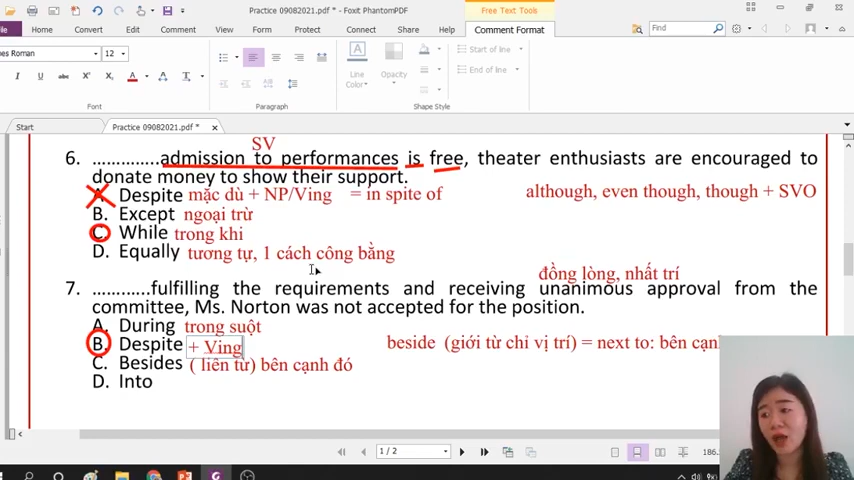 Practice 09082021.pdf * - Foxit PhantomPDF
Free Text Tools
File Home Convert Edit Organize Comment View Form Protect Connect Share Help Comment Format
Find
es Roman 12
Line Color Opacity
Start of line
End of line
Font Paragraph Shape Style
Start Practice 09082021.pdf *
SV
6. .............admission to performances is free, theater enthusiasts are encouraged to
donate money to show their support.
A. Despite mặc dù + NP/Ving = in spite of although, even though, though + SVO
B. Except ngoại trừ
C. While trong khi
D. Equally tương tự, 1 cách công bằng
đồng lòng, nhất trí
7. ............fulfilling the requirements and receiving unanimous approval from the
committee, Ms. Norton was not accepted for the position.
A. During trong suột
B. Despite + Ving beside (giới từ chỉ vị trí) = next to: bên cạnh
C. Besides ( liên từ) bên cạnh đó
D. Into
1 / 2
186.